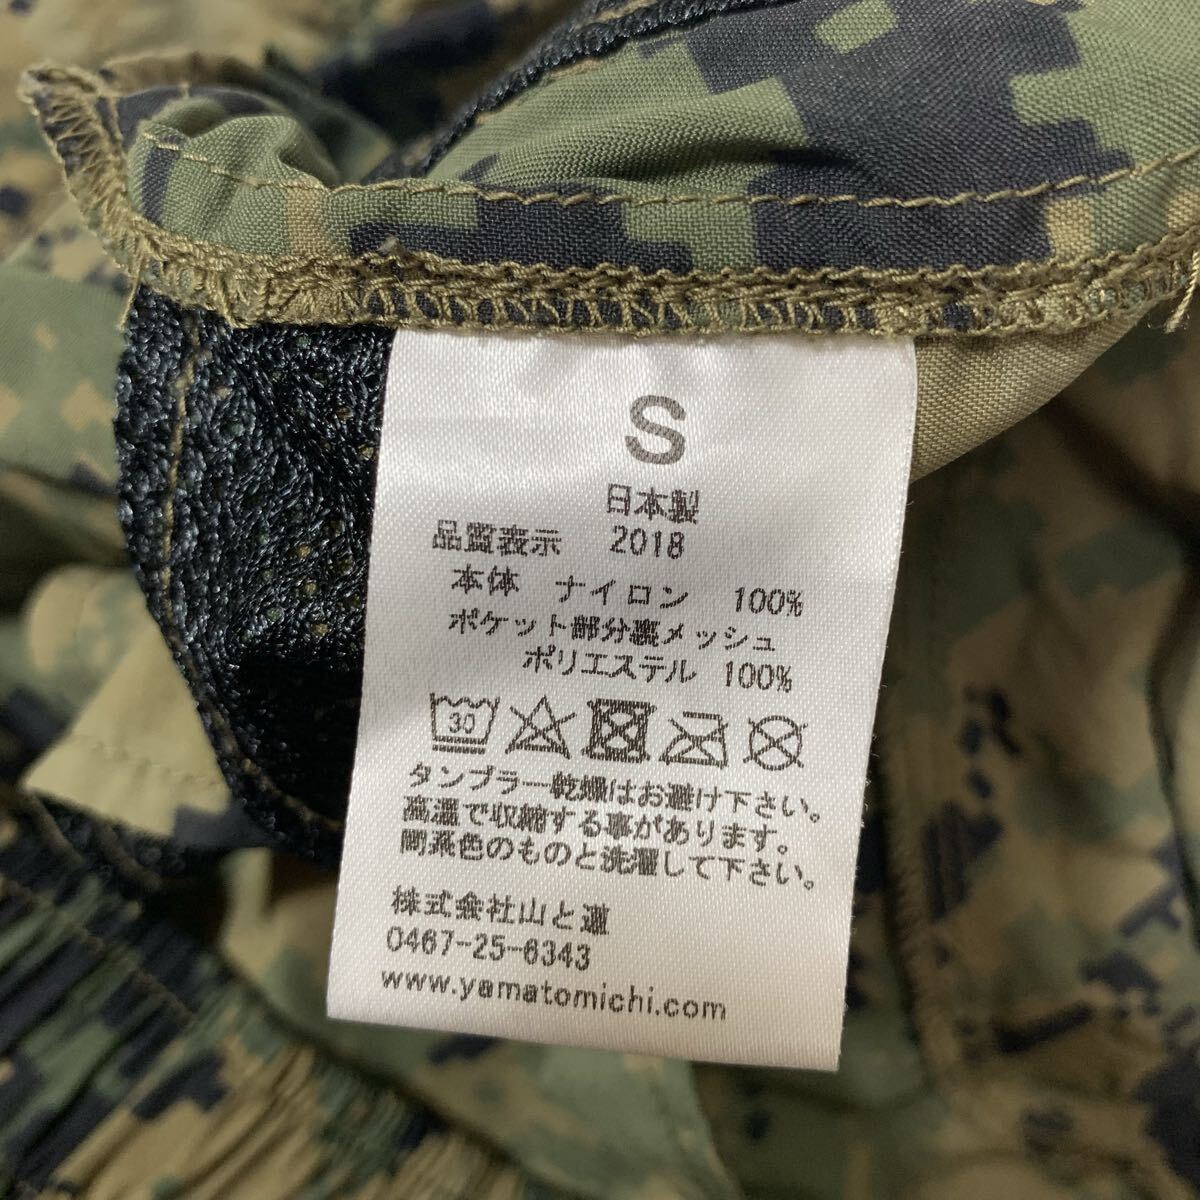 S
日本製
品質表示 2018
本体 ナイロン 100%
ポケット部分裏メッシュ
ポリエステル 100%
30
タンブラー乾燥はお避け下さい。
高温で収縮する事があります。
同系色のものと洗濯して下さい。
株式会社山と道
0467-25-6343
www.yamatomichi.com